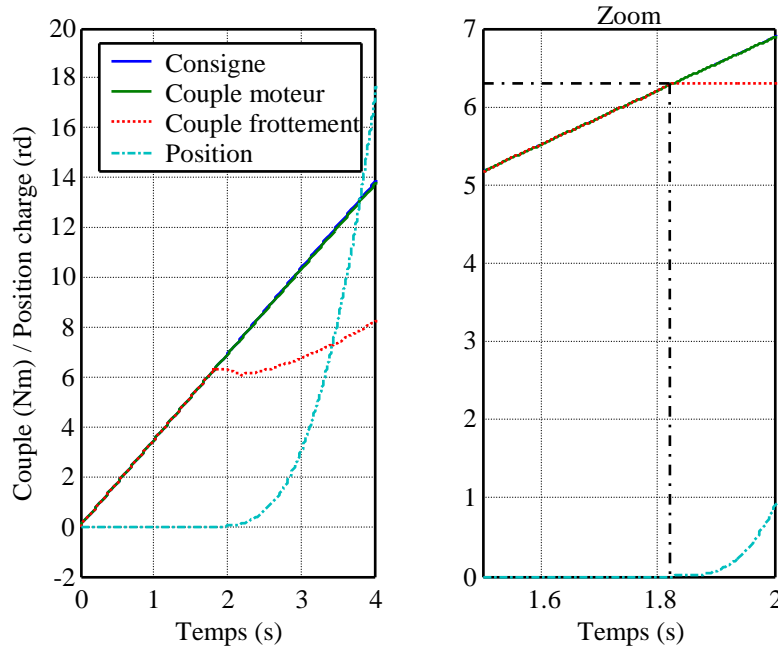 Zoom
Couple (Nm) / Position charge (rd)
20
18
16
14
12
10
8
6
4
2
0
-2
Consigne
Couple moteur
Couple frottement
Position
0 1 2 3 4
Temps (s)
7
6
5
4
3
2
1
0
1.6 1.8 2
Temps (s)